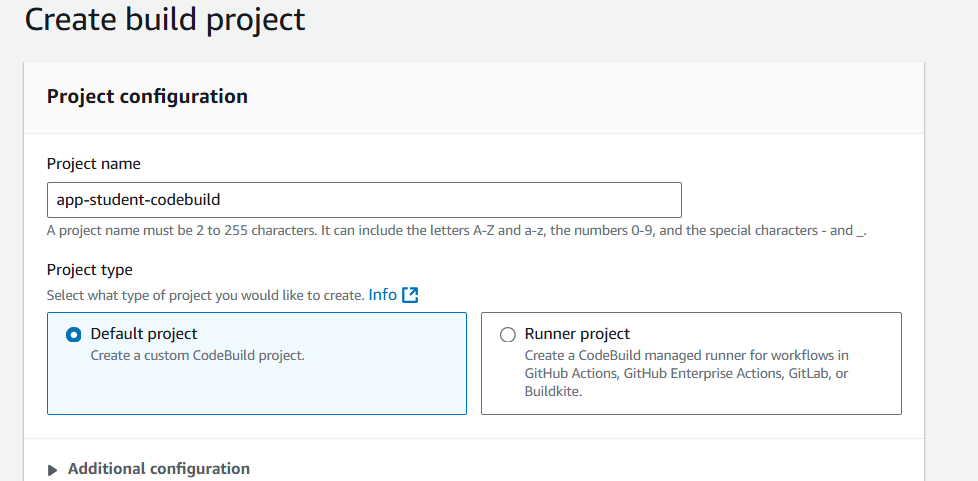 Create build project
Project configuration
Project name
app-student-codebuild
A project name must be 2 to 255 characters. It can include the letters A-Z and a-z, the numbers 0-9, and the special characters - and _.
Project type
Select what type of project you would like to create. Info
Default project
Create a custom CodeBuild project.
Runner project
Create a CodeBuild managed runner for workflows in
GitHub Actions, GitHub Enterprise Actions, GitLab, or
Buildkite.
Additional configuration